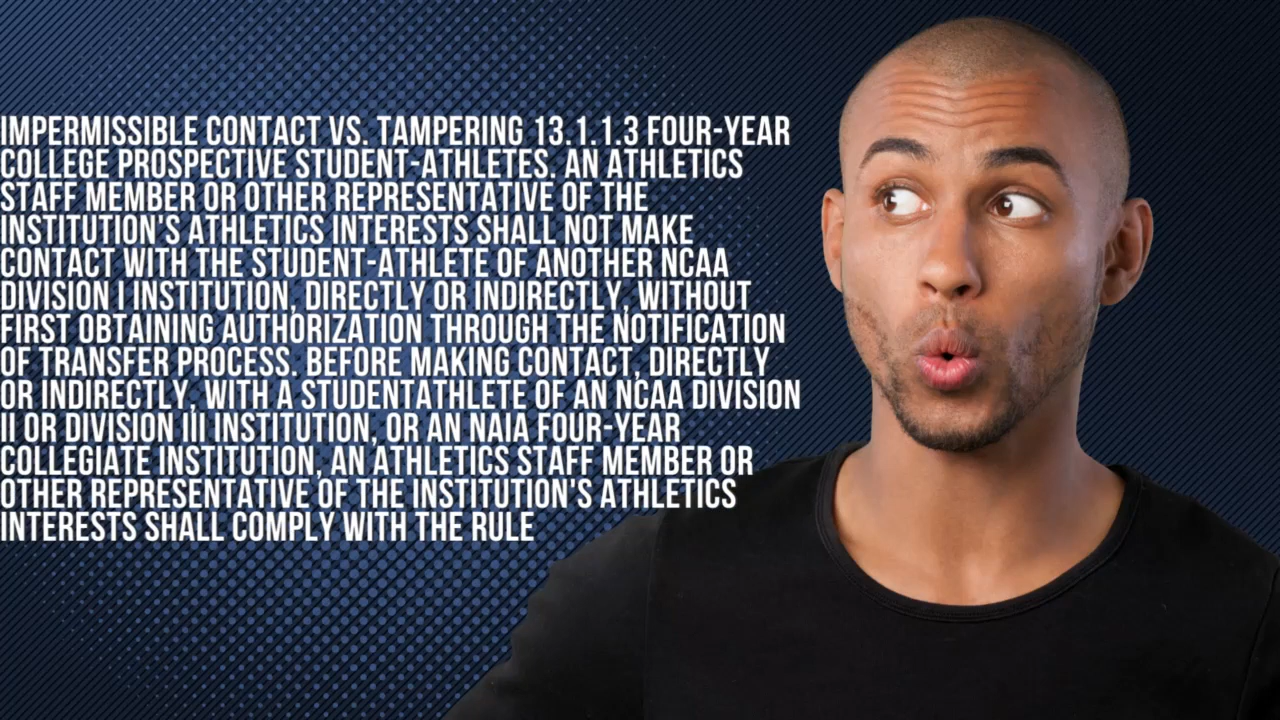 IMPERMISSIBLE CONTACT VS. TAMPERING 13.1.1.3 FOUR-YEAR
COLLEGE PROSPECTIVE STUDENT-ATHLETES. AN ATHLETICS
STAFF MEMBER OR OTHER REPRESENTATIVE OF THE
INSTITUTION'S ATHLETICS INTERESTS SHALL NOT MAKE
CONTACT WITH THE STUDENT-ATHLETE OF ANOTHER NCAA
DIVISION I INSTITUTION, DIRECTLY OR INDIRECTLY, WITHOUT
FIRST OBTAINING AUTHORIZATION THROUGH THE NOTIFICATION
OF TRANSFER PROCESS. BEFORE MAKING CONTACT, DIRECTLY
OR INDIRECTLY, WITH A STUDENTATHLETE OF AN NCAA DIVISION
II OR DIVISION III INSTITUTION, OR AN NAIA FOUR-YEAR
COLLEGIATE INSTITUTION, AN ATHLETICS STAFF MEMBER OR
OTHER REPRESENTATIVE OF THE INSTITUTION'S ATHLETICS
INTERESTS SHALL COMPLY WITH THE RULE